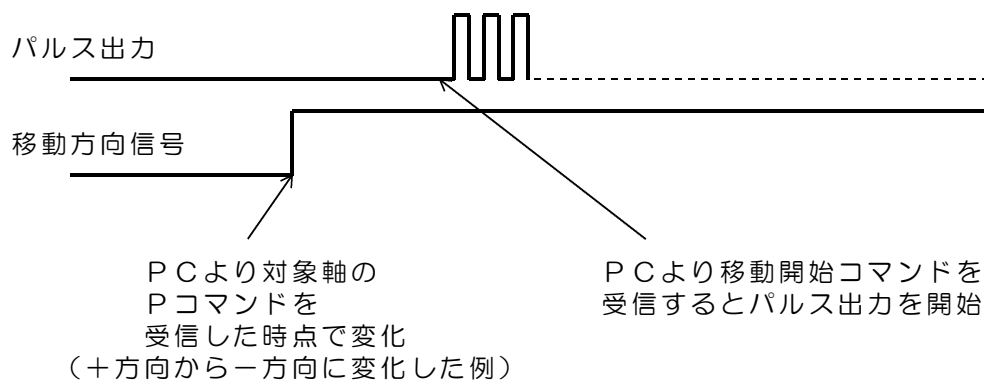 パルス出力
移動方向信号
ＰＣより対象軸の
Ｐコマンドを
受信した時点で変化
（＋方向から－方向に変化した例）
ＰＣより移動開始コマンドを
受信するとパルス出力を開始